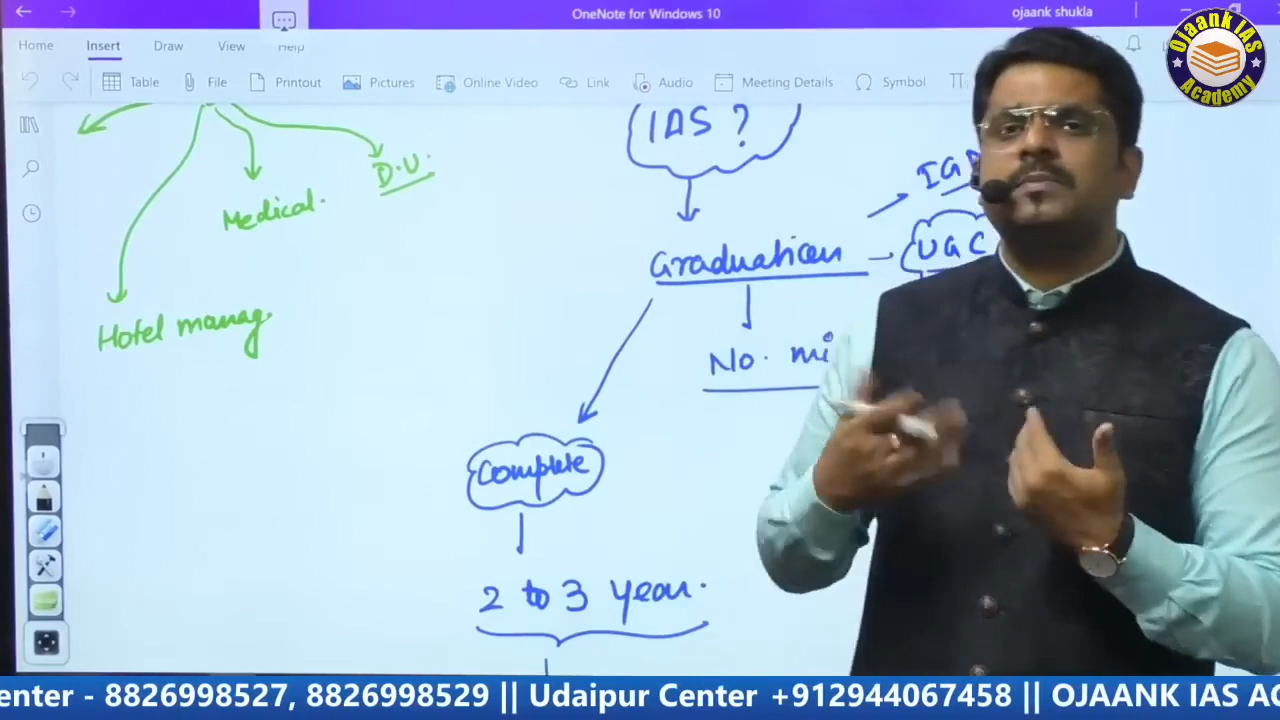 OneNote for Windows 10
ojaank shukla
Home Insert Draw View Help
Table File Printout Pictures Online Video Link Audio Meeting Details Symbol
Ojaank IAS
Academy
IAS ?
D.U.
Medical.
Hotel manag.
Graduation
UGC
No.
Complete
2 to 3 year.
enter - 8826998527, 8826998529 || Udaipur Center +912944067458 || OJAANK IAS AC